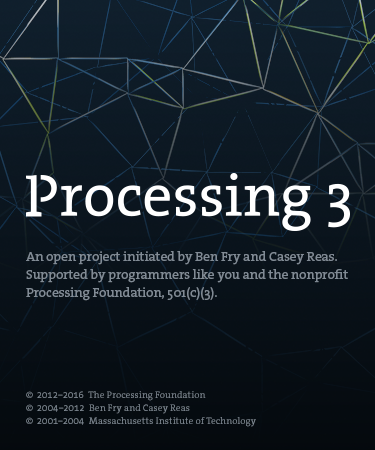 Processing 3
An open project initiated by Ben Fry and Casey Reas.
Supported by programmers like you and the nonprofit
Processing Foundation, 501(c)(3).
© 2012–2016 The Processing Foundation
© 2004–2012 Ben Fry and Casey Reas
© 2001–2004 Massachusetts Institute of Technology